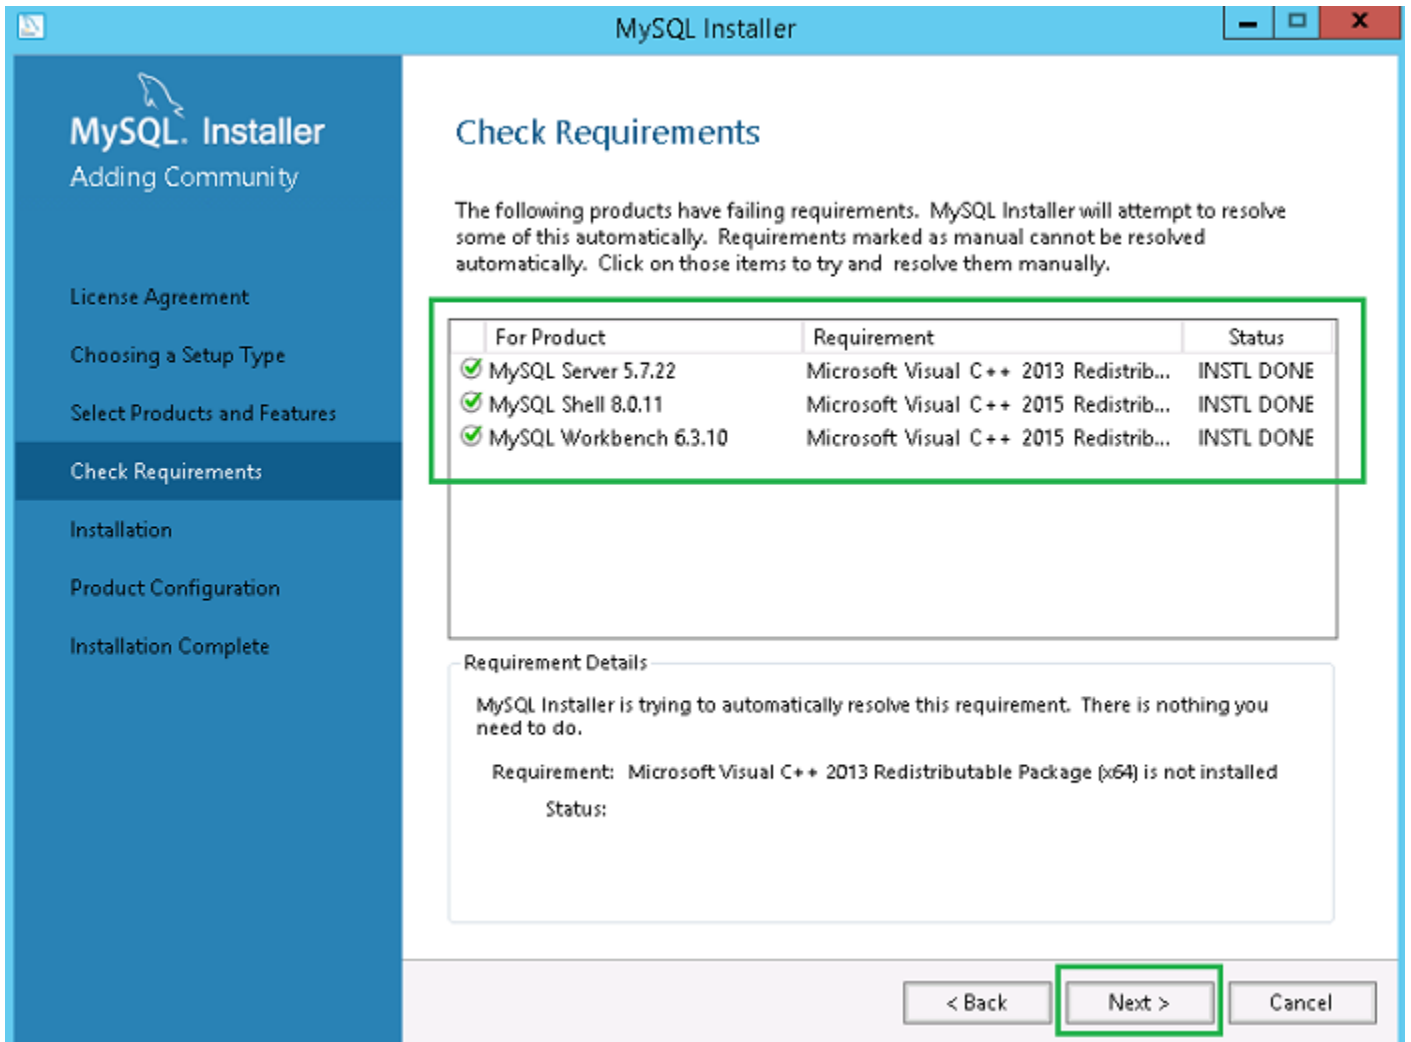 MySQL Installer
MySQL. Installer
Adding Community
License Agreement
Choosing a Setup Type
Select Products and Features
Check Requirements
Installation
Product Configuration
Installation Complete
Check Requirements
The following products have failing requirements. MySQL Installer will attempt to resolve
some of this automatically. Requirements marked as manual cannot be resolved
automatically. Click on those items to try and resolve them manually.
For Product Requirement Status
MySQL Server 5.7.22 Microsoft Visual C++ 2013 Redistrib... INSTL DONE
MySQL Shell 8.0.11 Microsoft Visual C++ 2015 Redistrib... INSTL DONE
MySQL Workbench 6.3.10 Microsoft Visual C++ 2015 Redistrib... INSTL DONE
Requirement Details
MySQL Installer is trying to automatically resolve this requirement. There is nothing you
need to do.
Requirement: Microsoft Visual C++ 2013 Redistributable Package (x64) is not installed
Status:
< Back Next > Cancel